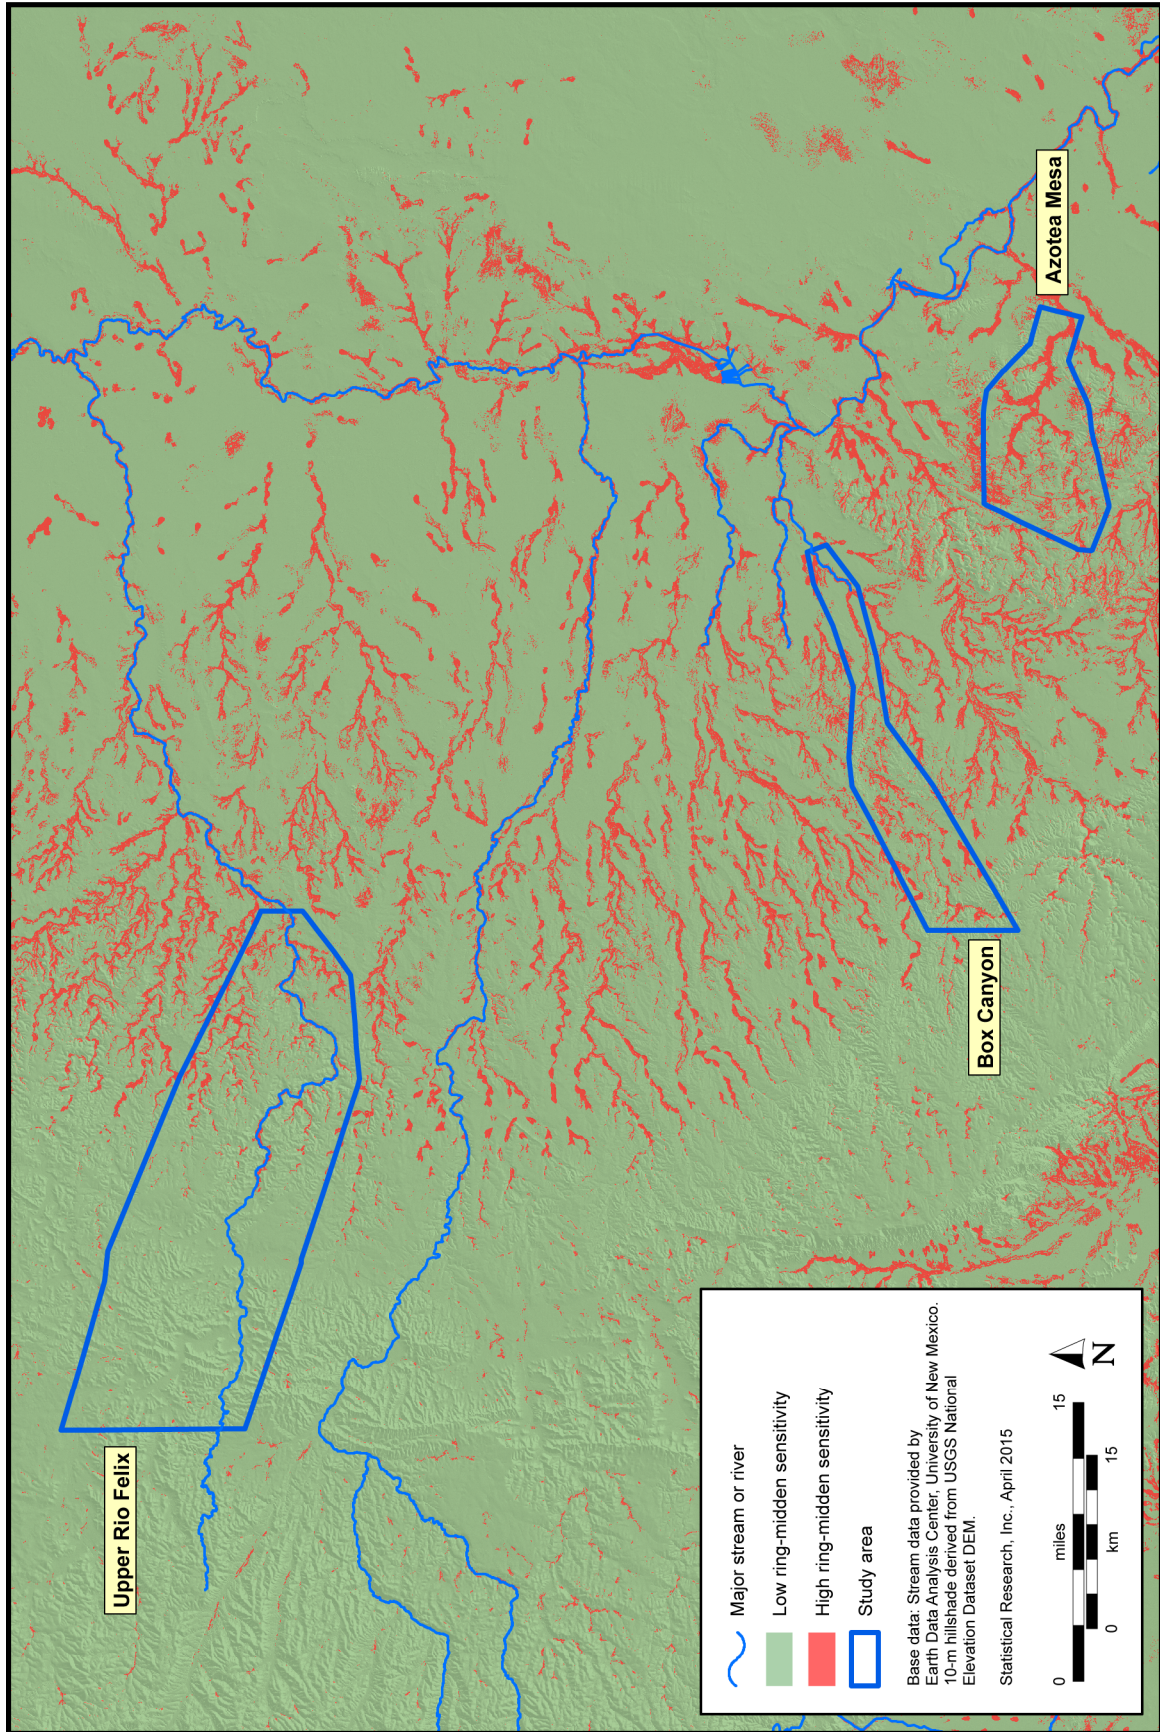 Upper Rio Felix
Box Canyon
Azotea Mesa
Major stream or river
Low ring-midden sensitivity
High ring-midden sensitivity
Study area
Base data: Stream data provided by
Earth Data Analysis Center, University of New Mexico.
10-m hillshade derived from USGS National
Elevation Dataset DEM.
Statistical Research, Inc., April 2015
0 miles 15
0 km 15
N